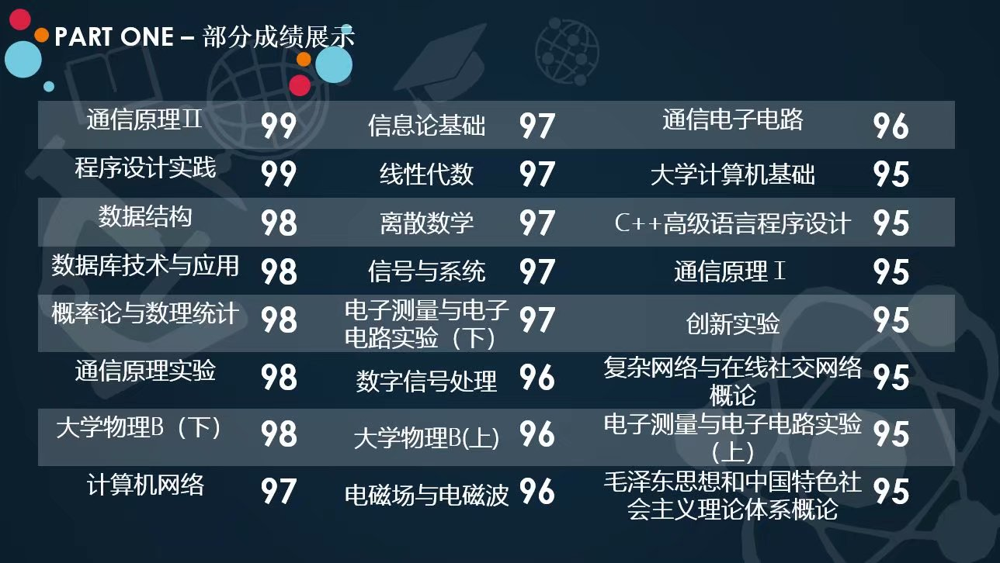 PART ONE – 部分成绩展示
通信原理Ⅱ 99 信息论基础 97 通信电子电路 96
程序设计实践 99 线性代数 97 大学计算机基础 95
数据结构 98 离散数学 97 C++高级语言程序设计 95
数据库技术与应用 98 信号与系统 97 通信原理Ⅰ 95
概率论与数理统计 98 电子测量与电子
电路实验（下） 97 创新实验 95
通信原理实验 98 数字信号处理 96 复杂网络与在线社交网络
概论 95
大学物理B（下） 98 大学物理B(上) 96 电子测量与电子电路实验
（上） 95
计算机网络 97 电磁场与电磁波 96 毛泽东思想和中国特色社
会主义理论体系概论 95